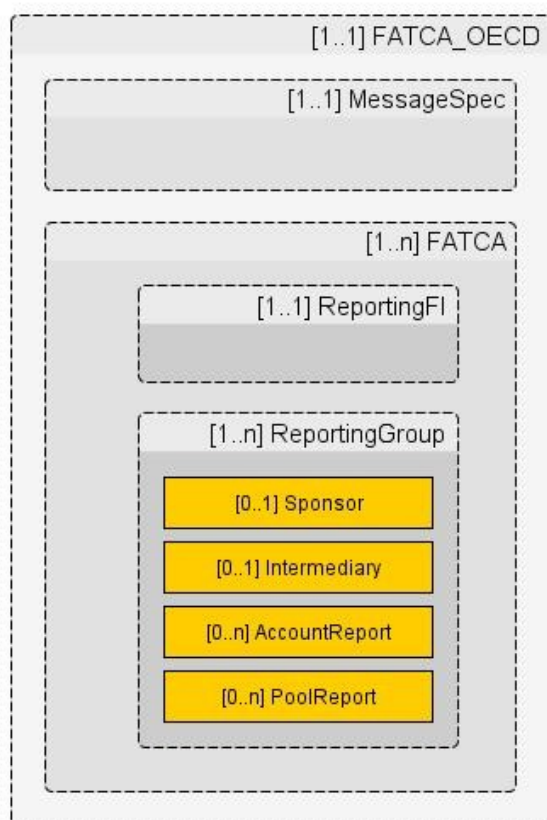 [1..1] FATCA_OECD
[1..1] MessageSpec
[1..n] FATCA
[1..1] ReportingFI
[1..n] ReportingGroup
[0..1] Sponsor
[0..1] Intermediary
[0..n] AccountReport
[0..n] PoolReport